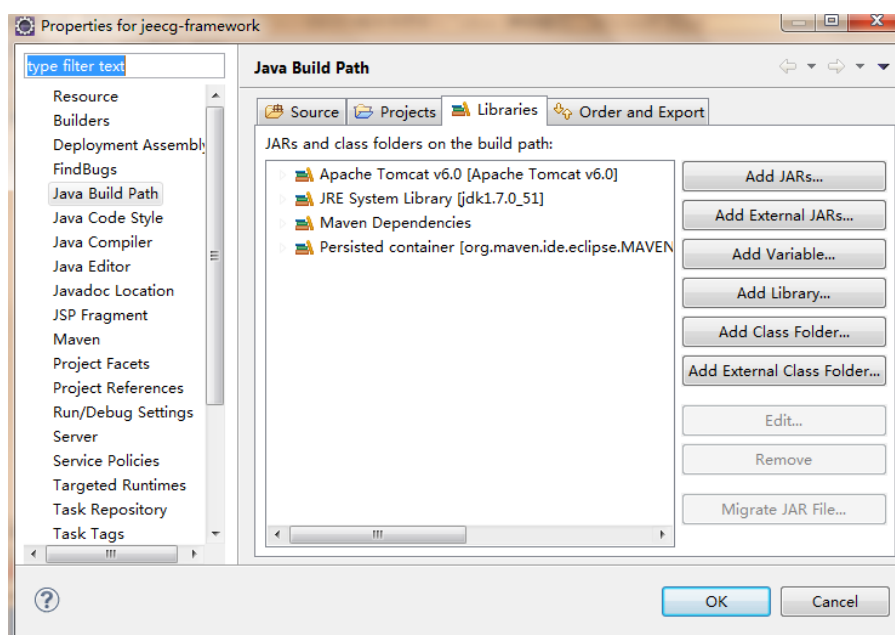 Properties for jeecg-framework
type filter text
Resource
Builders
Deployment Assembly
FindBugs
Java Build Path
Java Code Style
Java Compiler
Java Editor
Javadoc Location
JSP Fragment
Maven
Project Facets
Project References
Run/Debug Settings
Server
Service Policies
Targeted Runtimes
Task Repository
Task Tags
Java Build Path
Source Projects Libraries Order and Export
JARs and class folders on the build path:
Apache Tomcat v6.0 [Apache Tomcat v6.0]
JRE System Library [jdk1.7.0_51]
Maven Dependencies
Persisted container [org.maven.ide.eclipse.MAVEN
Add JARs...
Add External JARs...
Add Variable...
Add Library...
Add Class Folder...
Add External Class Folder...
Edit...
Remove
Migrate JAR File...
OK Cancel